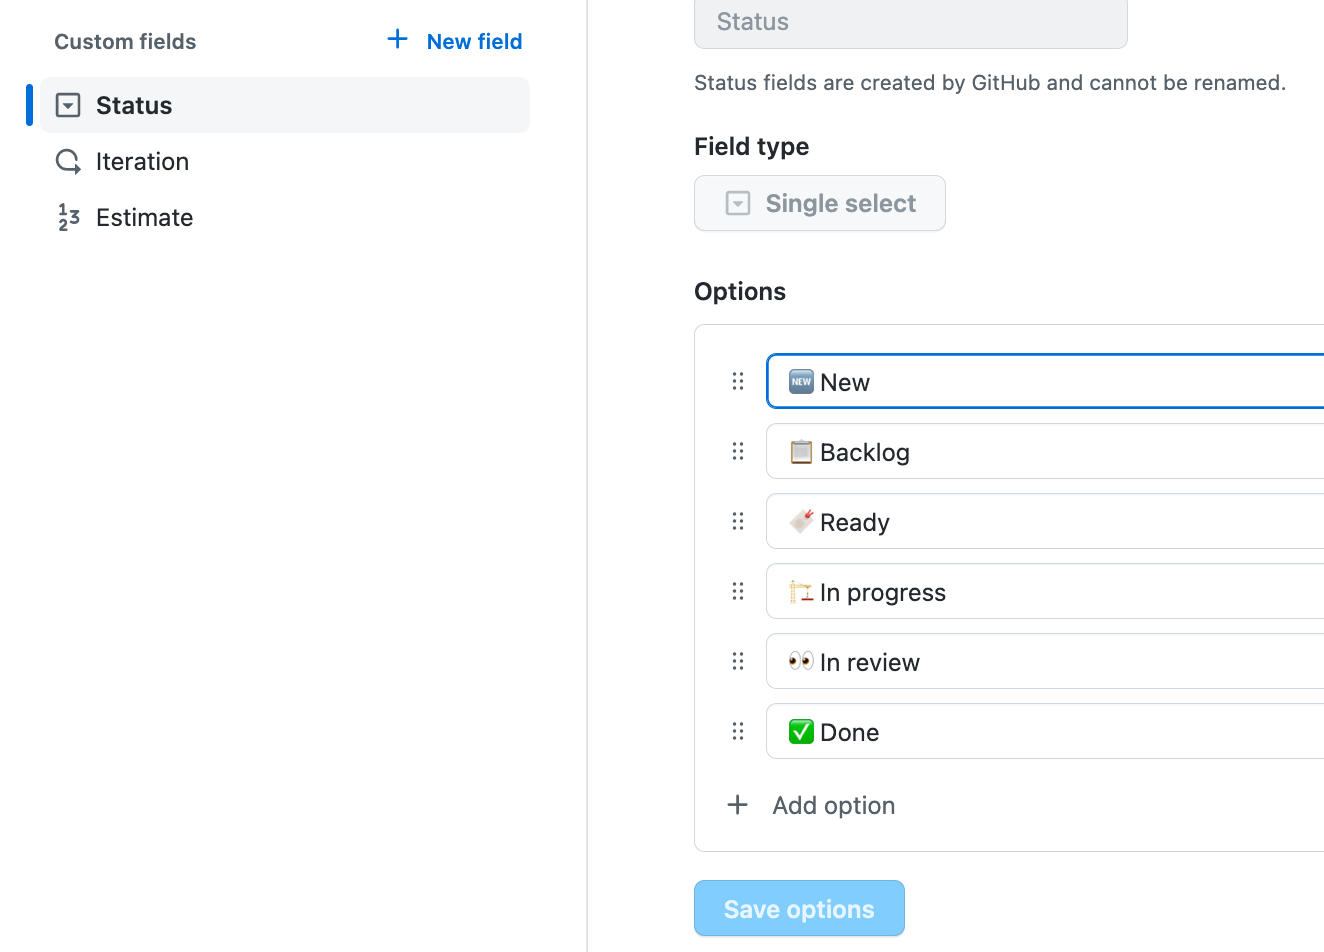 Custom fields
New field
Status
Iteration
Estimate
Status
Status fields are created by GitHub and cannot be renamed.
Field type
Single select
Options
🆕 New
📋 Backlog
🔖 Ready
🏗 In progress
👀 In review
✅ Done
Add option
Save options